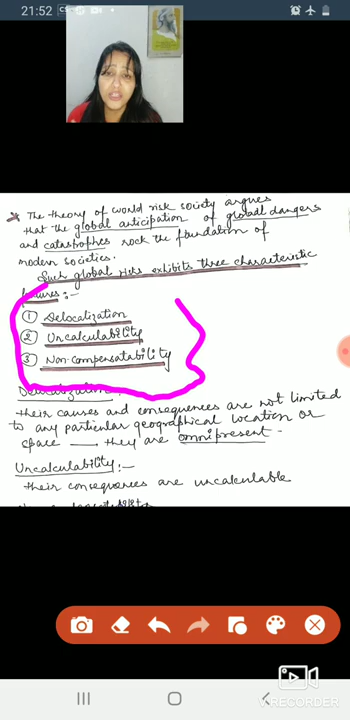 21:52
The theory of world risk society argues
that the global anticipation of global dangers
and catastrophes rock the foundation of
modern societies.
Such global risks exhibits three characteristic
features:-
① Delocalization
② Uncalculability
③ Non-compensatability
Delocalization:
their causes and consequences are not limited
to any particular geographical location or
space — they are omnipresent.
Uncalculability:-
their consequences are uncalculable
V RECORDER